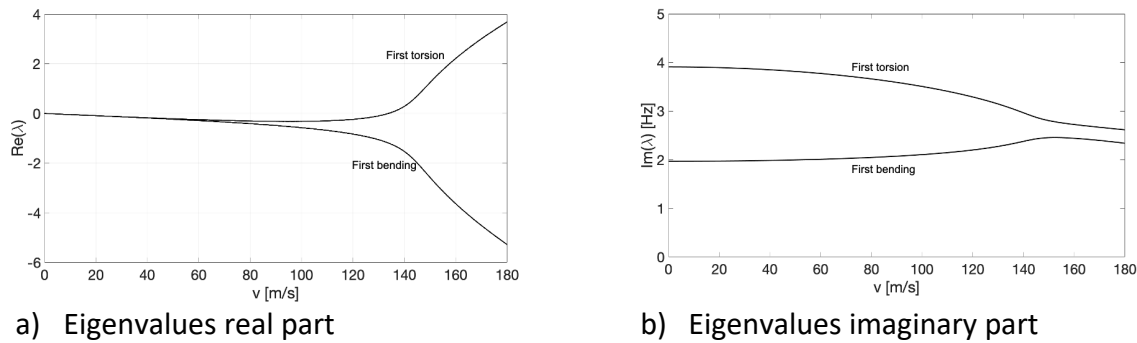 4
2
0
-2
-4
-6
Re(λ)
First torsion
First bending
0 20 40 60 80 100 120 140 160 180
v [m/s]
a) Eigenvalues real part
5
4
3
2
1
0
Im(λ) [Hz]
First torsion
First bending
0 20 40 60 80 100 120 140 160 180
v [m/s]
b) Eigenvalues imaginary part